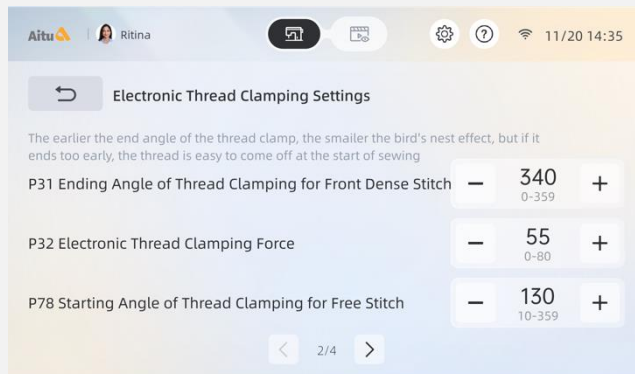 Aitu Ritina 11/20 14:35
Electronic Thread Clamping Settings
The earlier the end angle of the thread clamp, the smailer the bird's nest effect, but if it
ends too early, the thread is easy to come off at the start of sewing
P31 Ending Angle of Thread Clamping for Front Dense Stitch − 340 +
0-359
P32 Electronic Thread Clamping Force − 55 +
0-80
P78 Starting Angle of Thread Clamping for Free Stitch − 130 +
10-359
< 2/4 >